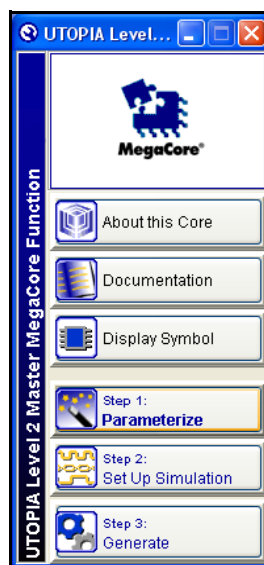 UTOPIA Level...
MegaCore®
UTOPIA Level 2 Master MegaCore Function
About this Core
Documentation
Display Symbol
Step 1:
Parameterize
Step 2:
Set Up Simulation
Step 3:
Generate